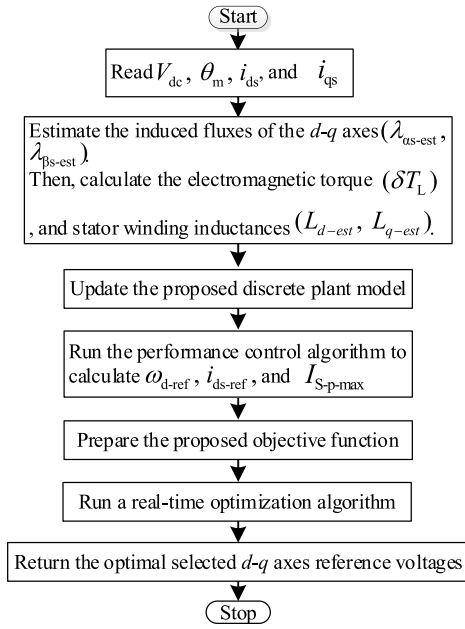 Start
Read V_dc, θ_m, i_ds, and i_qs
Estimate the induced fluxes of the d-q axes(λ_αs-est,
λ_βs-est).
Then, calculate the electromagnetic torque (δT_L)
, and stator winding inductances (L_d-est, L_q-est).
Update the proposed discrete plant model
Run the performance control algorithm to
calculate ω_d-ref, i_ds-ref, and I_S-p-max
Prepare the proposed objective function
Run a real-time optimization algorithm
Return the optimal selected d-q axes reference voltages
Stop